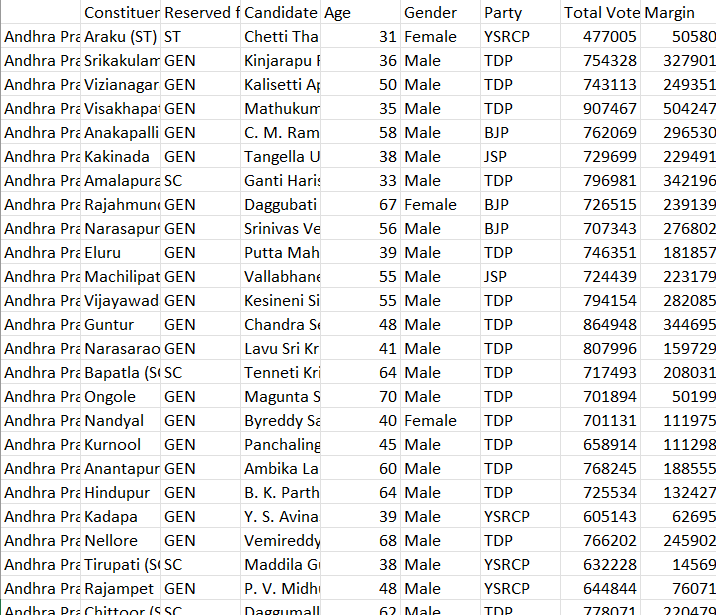 Constituer Reserved f Candidate Age Gender Party Total Vote Margin
Andhra Pra Araku (ST) ST Chetti Tha 31 Female YSRCP 477005 50580
Andhra Pra Srikakulam GEN Kinjarapu R 36 Male TDP 754328 327901
Andhra Pra Vizianagar GEN Kalisetti Ap 50 Male TDP 743113 249351
Andhra Pra Visakhapat GEN Mathukum 35 Male TDP 907467 504247
Andhra Pra Anakapalli GEN C. M. Ram 58 Male BJP 762069 296530
Andhra Pra Kakinada GEN Tangella U 38 Male JSP 729699 229491
Andhra Pra Amalapura SC Ganti Haris 33 Male TDP 796981 342196
Andhra Pra Rajahmund GEN Daggubati 67 Female BJP 726515 239139
Andhra Pra Narasapur GEN Srinivas Ve 56 Male BJP 707343 276802
Andhra Pra Eluru GEN Putta Mah 39 Male TDP 746351 181857
Andhra Pra Machilipat GEN Vallabhane 55 Male JSP 724439 223179
Andhra Pra Vijayawad GEN Kesineni Si 55 Male TDP 794154 282085
Andhra Pra Guntur GEN Chandra Se 48 Male TDP 864948 344695
Andhra Pra Narasarao GEN Lavu Sri Kr 41 Male TDP 807996 159729
Andhra Pra Bapatla (SC SC Tenneti Kri 64 Male TDP 717493 208031
Andhra Pra Ongole GEN Magunta S 70 Male TDP 701894 50199
Andhra Pra Nandyal GEN Byreddy Sa 40 Female TDP 701131 111975
Andhra Pra Kurnool GEN Panchaling 45 Male TDP 658914 111298
Andhra Pra Anantapur GEN Ambika La 60 Male TDP 768245 188555
Andhra Pra Hindupur GEN B. K. Parth 64 Male TDP 725534 132427
Andhra Pra Kadapa GEN Y. S. Avina 39 Male YSRCP 605143 62695
Andhra Pra Nellore GEN Vemireddy 68 Male TDP 766202 245902
Andhra Pra Tirupati (SC SC Maddila Gu 38 Male YSRCP 632228 14569
Andhra Pra Rajampet GEN P. V. Midhu 48 Male YSRCP 644844 76071
Andhra Pra Chittoor (S SC Daggumall 62 Male TDP 778071 220479